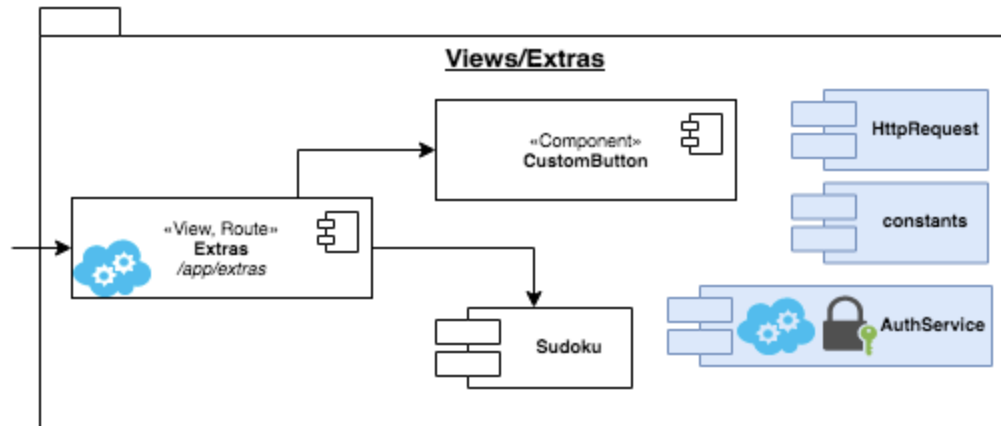 Views/Extras
«Component»
CustomButton
HttpRequest
constants
«View, Route»
Extras
/app/extras
AuthService
Sudoku